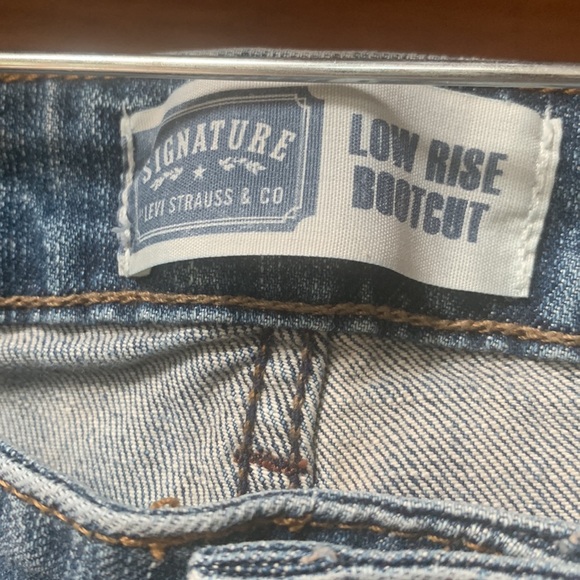 SIGNATURE
LEVI STRAUSS & CO
LOW RISE
BOOTCUT